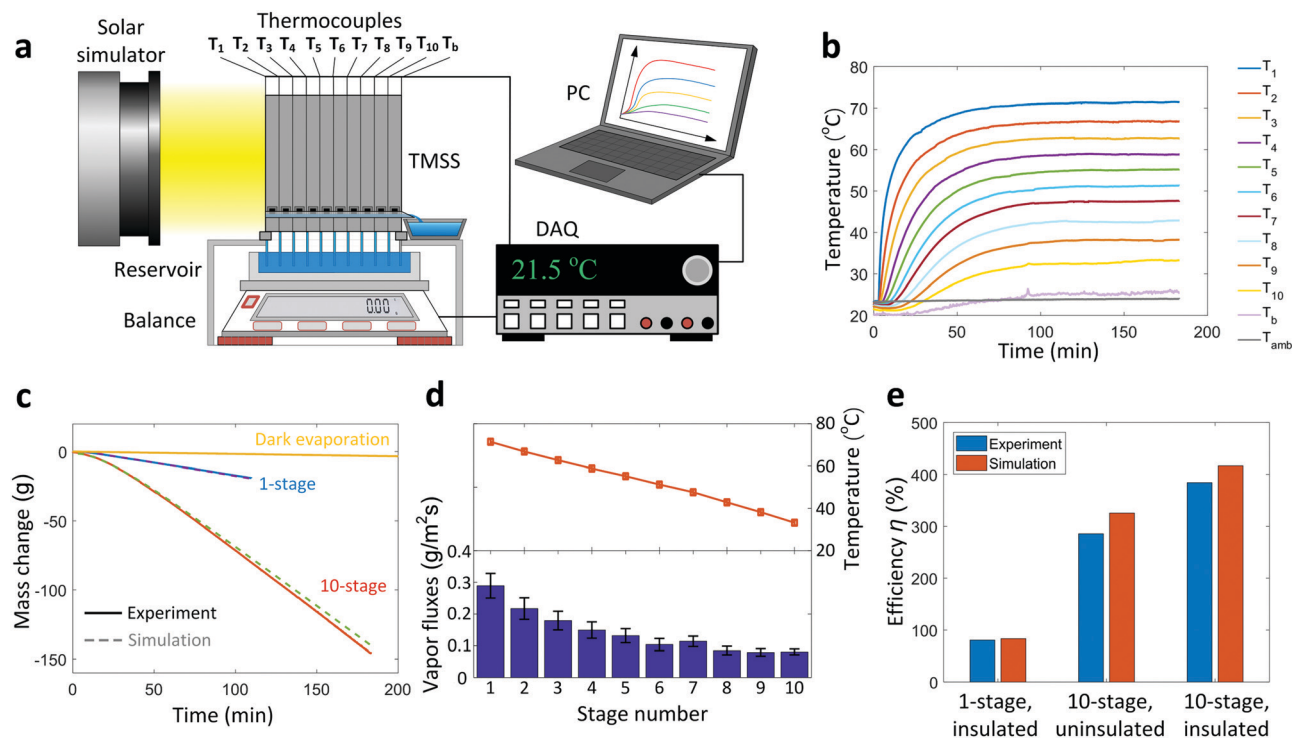 a
Solar
simulator
Thermocouples
T1 T2 T3 T4 T5 T6 T7 T8 T9 T10 Tb
PC
TMSS
DAQ
21.5 °C
Reservoir
Balance
0.00
b
Temperature (°C)
80
70
60
50
40
30
20
0 50 100 150 200
Time (min)
T1
T2
T3
T4
T5
T6
T7
T8
T9
T10
Tb
Tamb
c
Mass change (g)
0
-50
-100
-150
Dark evaporation
1-stage
10-stage
Experiment
Simulation
0 50 100 150 200
Time (min)
d
Temperature (°C)
80
60
40
20
Vapor fluxes (g/m²s)
0.4
0.3
0.2
0.1
0
1 2 3 4 5 6 7 8 9 10
Stage number
e
Efficiency η (%)
500
400
300
200
100
0
Experiment
Simulation
1-stage, 10-stage, 10-stage,
insulated uninsulated insulated